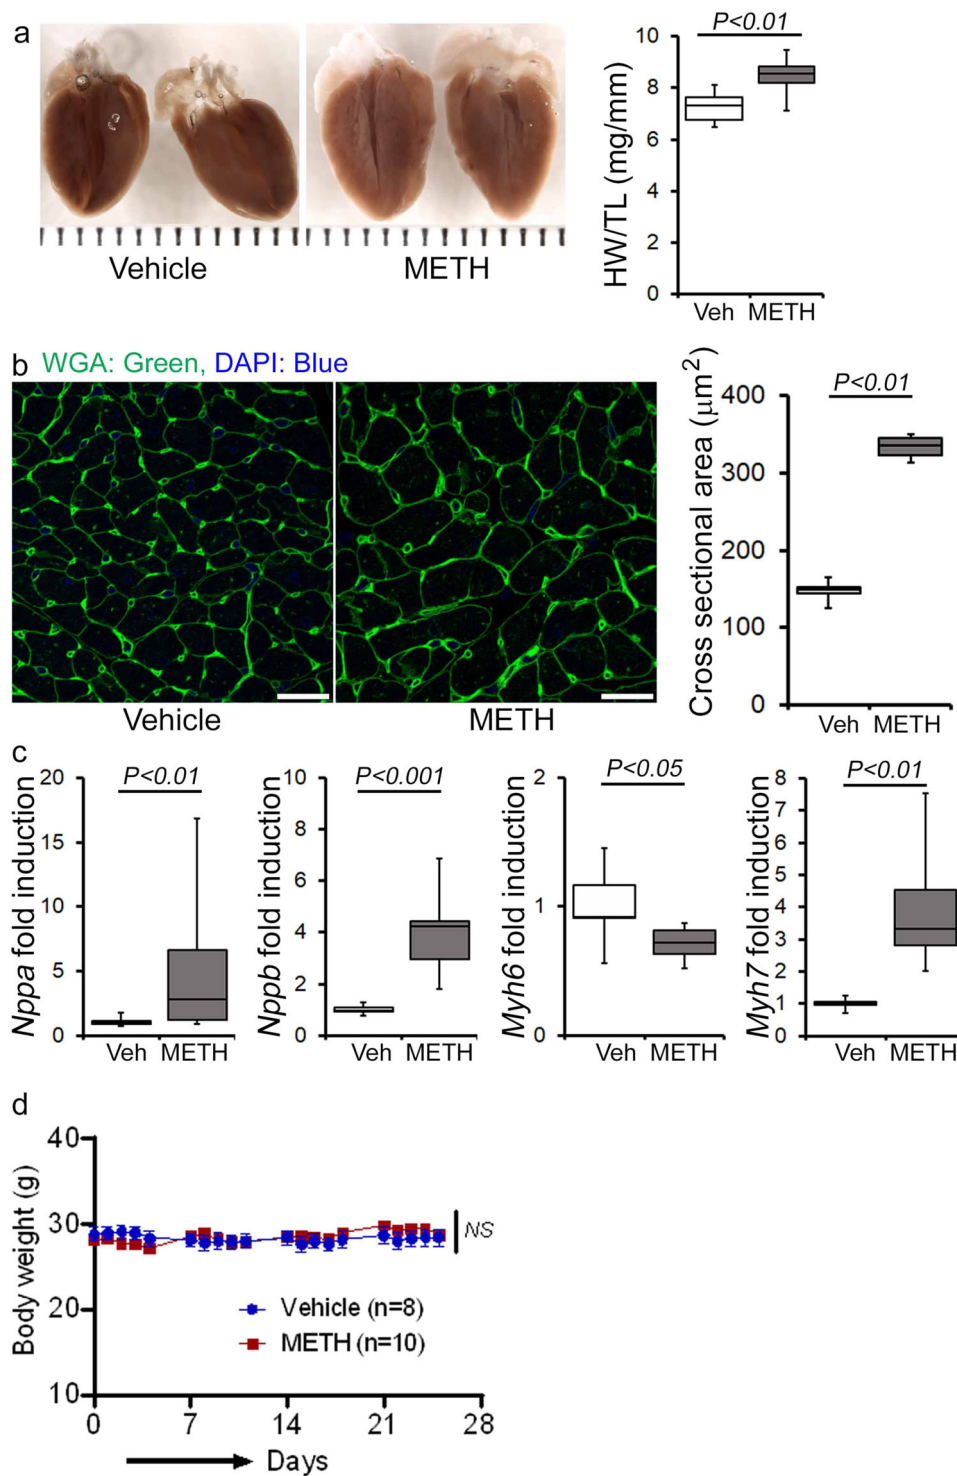 a
P<0.01
HW/TL (mg/mm)
10
8
6
4
2
0
Veh METH
Vehicle METH
b WGA: Green, DAPI: Blue
Vehicle METH
P<0.01
Cross sectional area (μm²)
400
300
200
100
0
Veh METH
c
P<0.01
Nppa fold induction
20
15
10
5
0
Veh METH
P<0.001
Nppb fold induction
10
8
6
4
2
0
Veh METH
P<0.05
Myh6 fold induction
2
1
0
Veh METH
P<0.01
Myh7 fold induction
8
7
6
5
4
3
2
1
0
Veh METH
d
Body weight (g)
40
30
20
10
NS
Vehicle (n=8)
METH (n=10)
0 7 14 21 28
Days